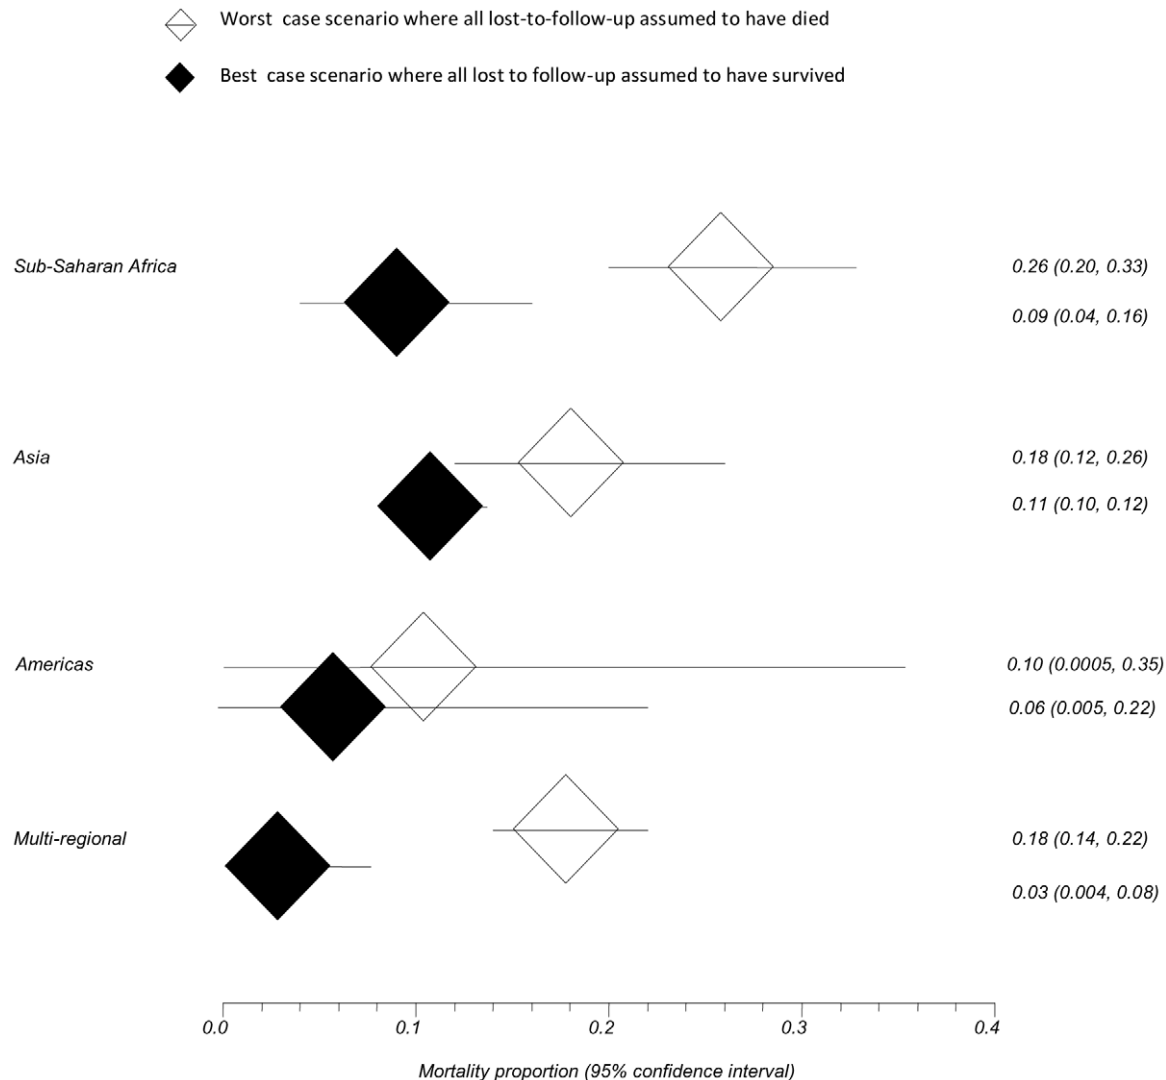 Worst case scenario where all lost-to-follow-up assumed to have died
Best case scenario where all lost to follow-up assumed to have survived
Sub-Saharan Africa
0.26 (0.20, 0.33)
0.09 (0.04, 0.16)
Asia
0.18 (0.12, 0.26)
0.11 (0.10, 0.12)
Americas
0.10 (0.0005, 0.35)
0.06 (0.005, 0.22)
Multi-regional
0.18 (0.14, 0.22)
0.03 (0.004, 0.08)
0.0 0.1 0.2 0.3 0.4
Mortality proportion (95% confidence interval)